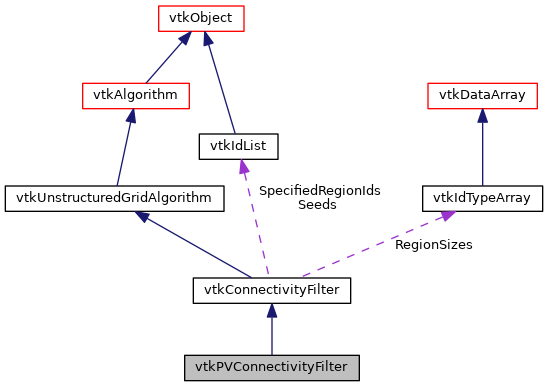 vtkObject
vtkAlgorithm
vtkDataArray
vtkIdList
vtkUnstructuredGridAlgorithm
SpecifiedRegionIds
Seeds
vtkIdTypeArray
RegionSizes
vtkConnectivityFilter
vtkPVConnectivityFilter